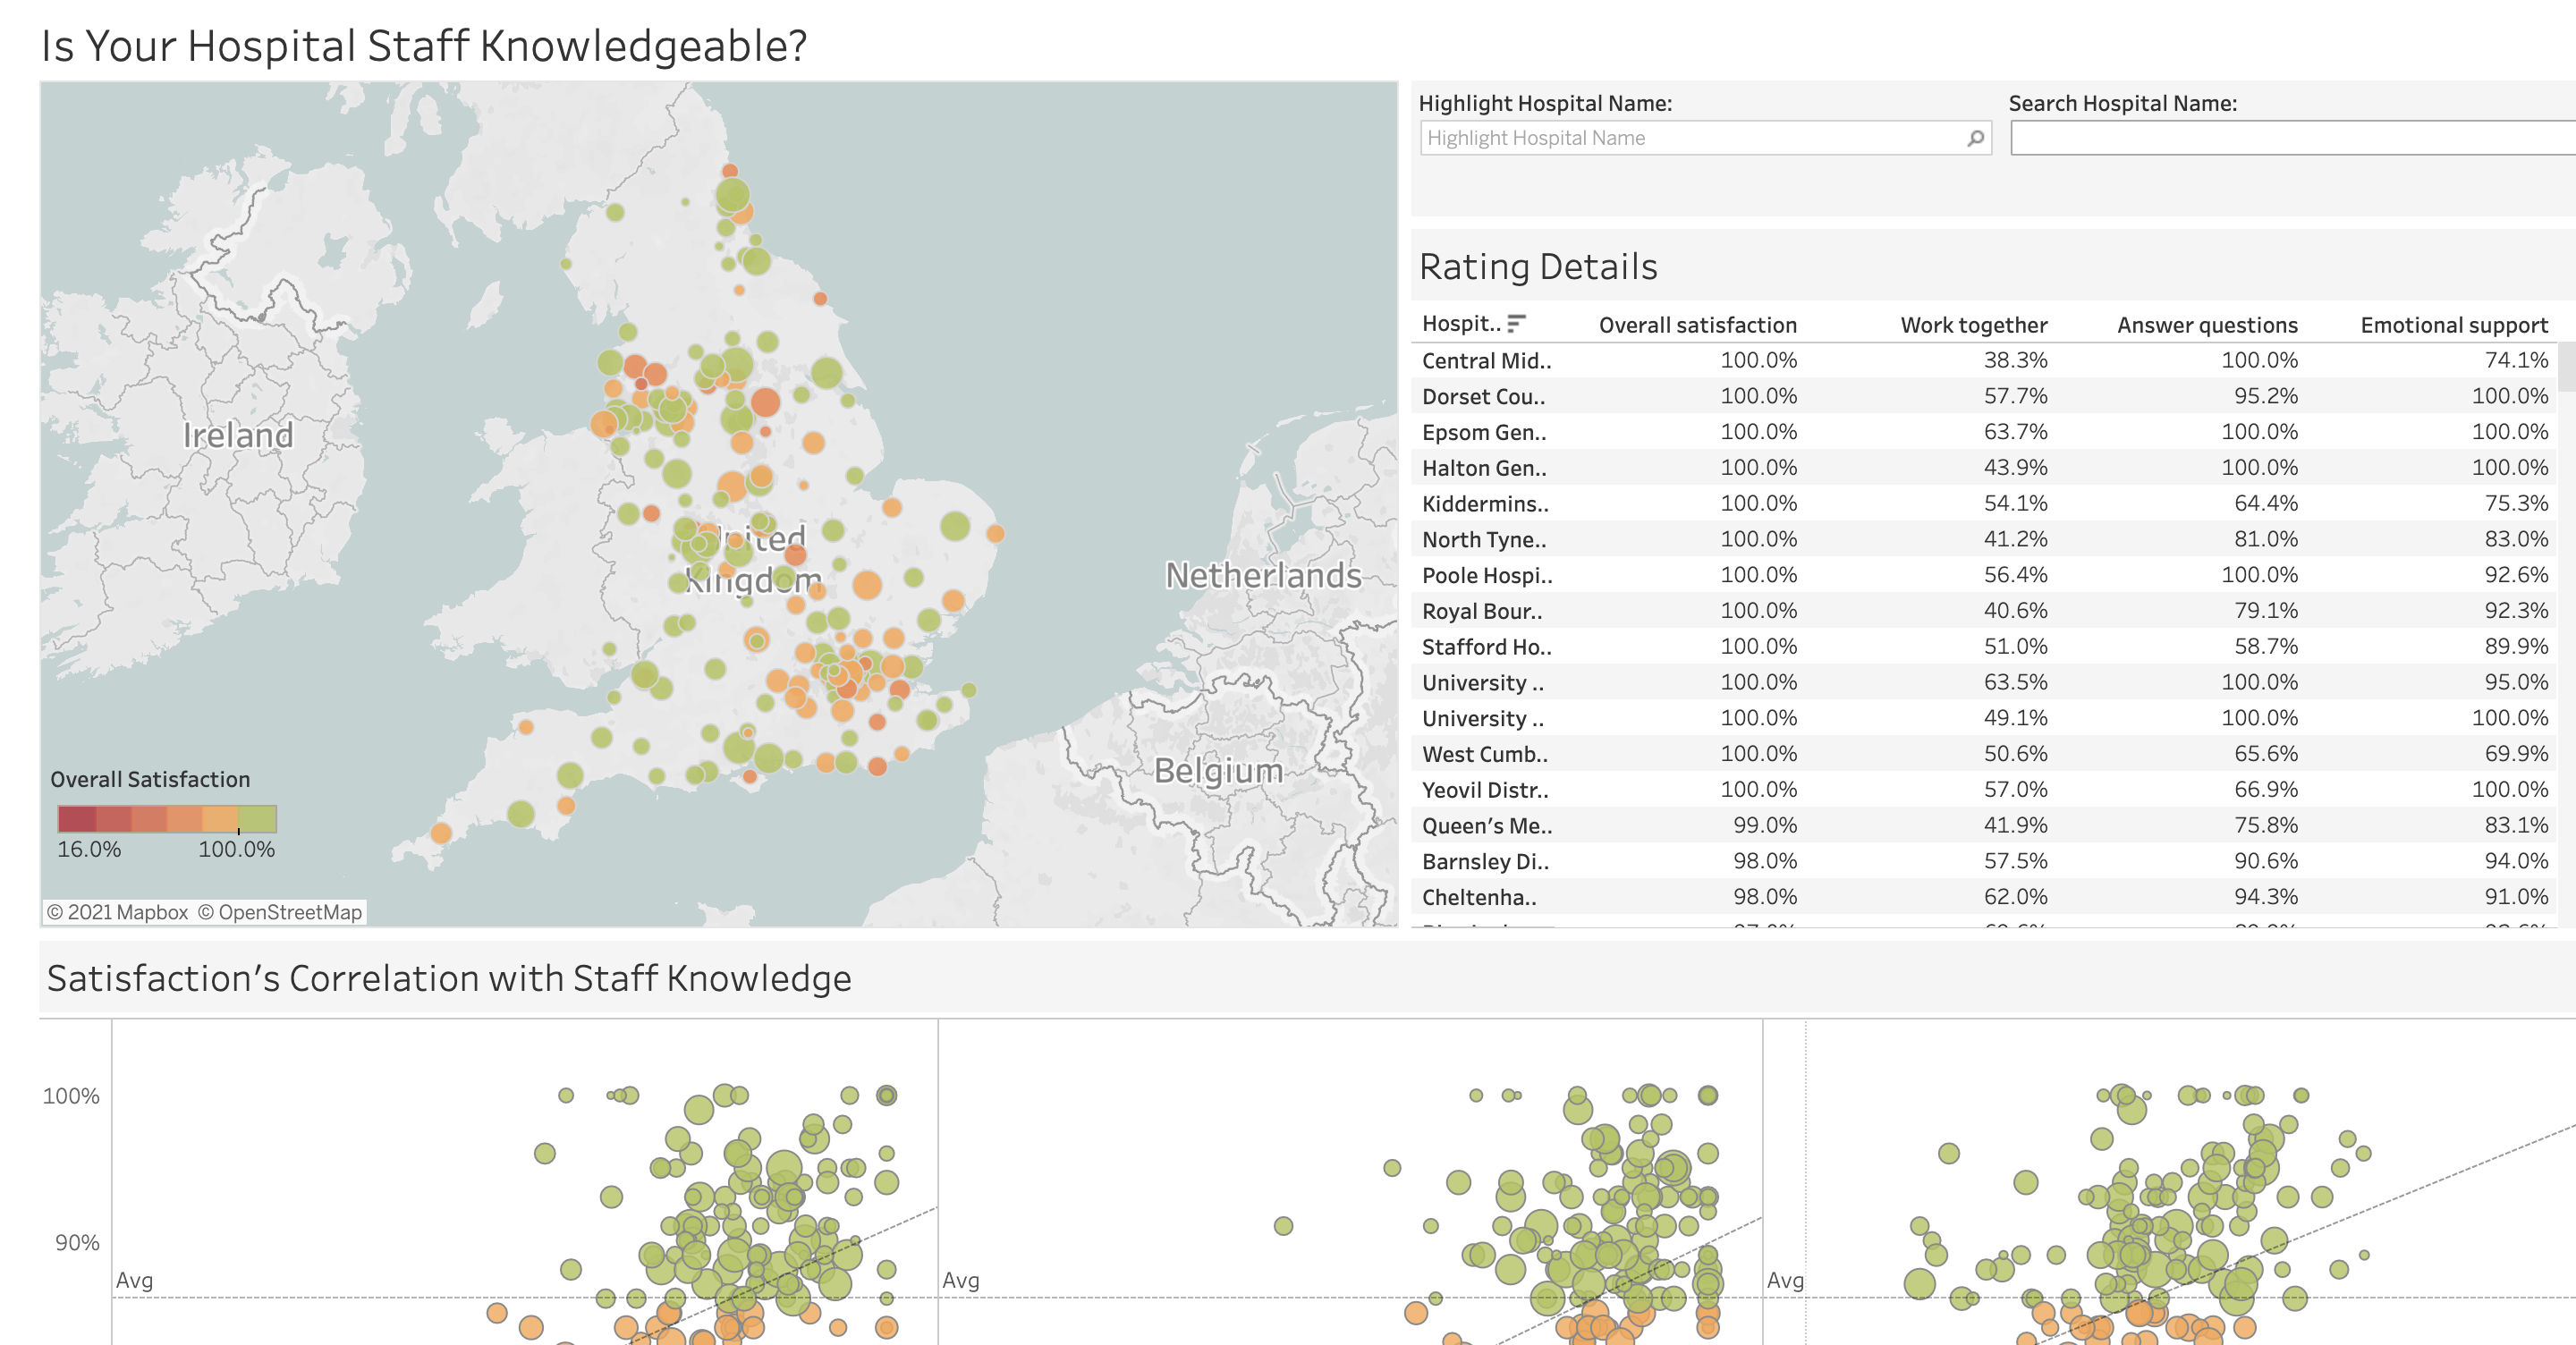 Is Your Hospital Staff Knowledgeable?
Ireland
United
Kingdom
Netherlands
Belgium
Overall Satisfaction
16.0% 100.0%
© 2021 Mapbox © OpenStreetMap
Highlight Hospital Name: Search Hospital Name:
Highlight Hospital Name
Rating Details
Hospit.. Overall satisfaction Work together Answer questions Emotional support
Central Mid.. 100.0% 38.3% 100.0% 74.1%
Dorset Cou.. 100.0% 57.7% 95.2% 100.0%
Epsom Gen.. 100.0% 63.7% 100.0% 100.0%
Halton Gen.. 100.0% 43.9% 100.0% 100.0%
Kiddermins.. 100.0% 54.1% 64.4% 75.3%
North Tyne.. 100.0% 41.2% 81.0% 83.0%
Poole Hospi.. 100.0% 56.4% 100.0% 92.6%
Royal Bour.. 100.0% 40.6% 79.1% 92.3%
Stafford Ho.. 100.0% 51.0% 58.7% 89.9%
University .. 100.0% 63.5% 100.0% 95.0%
University .. 100.0% 49.1% 100.0% 100.0%
West Cumb.. 100.0% 50.6% 65.6% 69.9%
Yeovil Distr.. 100.0% 57.0% 66.9% 100.0%
Queen's Me.. 99.0% 41.9% 75.8% 83.1%
Barnsley Di.. 98.0% 57.5% 90.6% 94.0%
Cheltenha.. 98.0% 62.0% 94.3% 91.0%
Satisfaction's Correlation with Staff Knowledge
100%
90%
Avg Avg Avg